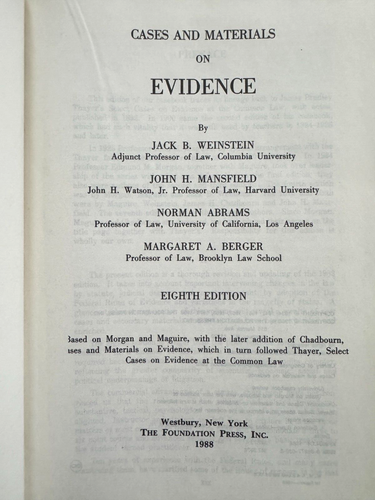 CASES AND MATERIALS
ON
EVIDENCE
By
JACK B. WEINSTEIN
Adjunct Professor of Law, Columbia University
JOHN H. MANSFIELD
John H. Watson, Jr. Professor of Law, Harvard University
NORMAN ABRAMS
Professor of Law, University of California, Los Angeles
MARGARET A. BERGER
Professor of Law, Brooklyn Law School
EIGHTH EDITION
Based on Morgan and Maguire, with the later addition of Chadbourn,
ases and Materials on Evidence, which in turn followed Thayer, Select
Cases on Evidence at the Common Law
Westbury, New York
THE FOUNDATION PRESS, INC.
1988